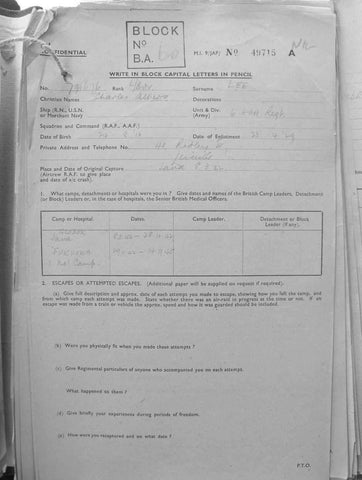 BLOCK
No
B.A. 60
CONFIDENTIAL
M.I. 9/JAP/ No 49715 A
WRITE IN BLOCK CAPITAL LETTERS IN PENCIL
No. Rank Surname LEE
Christian Names Charles Decorations
Ship (R.N., U.S.N. or Merchant Navy) Unit & Div. (Army) Regt
Squadron and Command (R.A.F., A.A.F.)
Date of Birth Date of Enlistment
Private Address and Telephone No.
Place and Date of Original Capture
(Aircrew R.A.F. to give place
and date of a/c crash). Java
1. What camps, detachments or hospitals were you in ? Give dates and names of the British Camp Leaders, Detachment
(or Block) Leaders or, in the case of hospitals, the Senior British Medical Officers.
Camp or Hospital. Dates. Camp Leader. Detachment or Block
Leader (if any).
Java
FUKUOKA
1 No Camp
2. ESCAPES OR ATTEMPTED ESCAPES. (Additional paper will be supplied on request if required).
(a) Give full description and approx. date of each attempt you made to escape, showing how you left the camp, and
from which camp each attempt was made. State whether there was an air-raid in progress at the time or not. If an
escape was made from a train or vehicle the approx. speed and how it was guarded should be included.
(b) Were you physically fit when you made these attempts ?
(c) Give Regimental particulars of anyone who accompanied you on each attempt.
What happened to them ?
(d) Give briefly your experiences during periods of freedom.
(e) How were you recaptured and on what date ?
P.T.O.